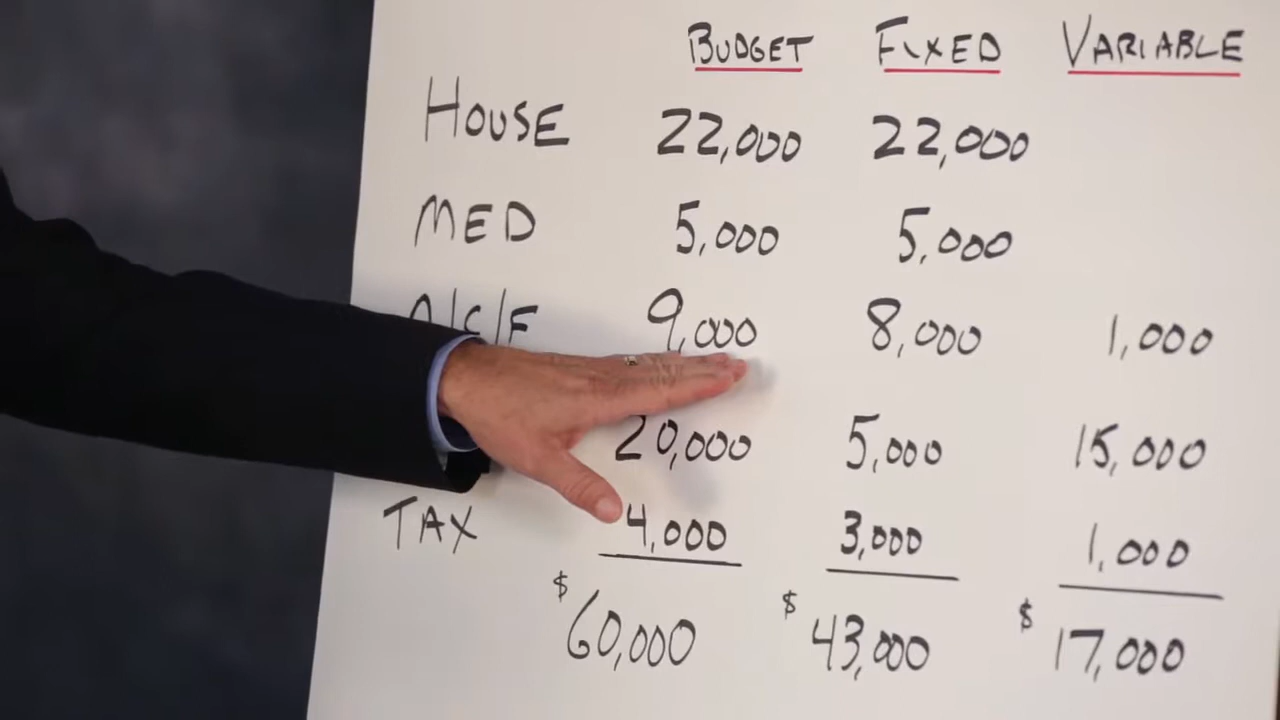 BUDGET FIXED VARIABLE
HOUSE 22,000 22,000
MED 5,000 5,000
9,000 8,000 1,000
20,000 5,000 15,000
TAX 4,000 3,000 1,000
$60,000 $43,000 $17,000